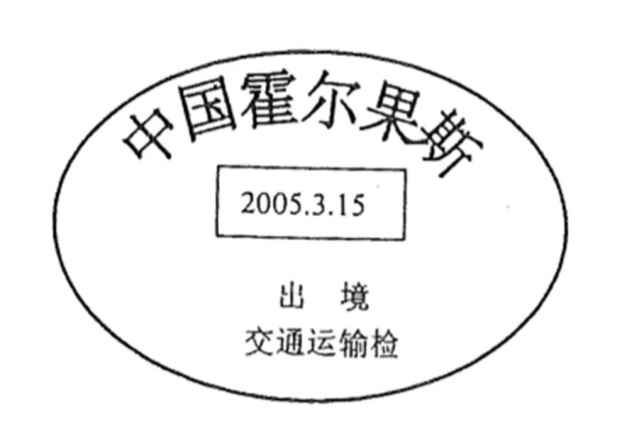 中国霍尔果斯
2005.3.15
出 境
交通运输检